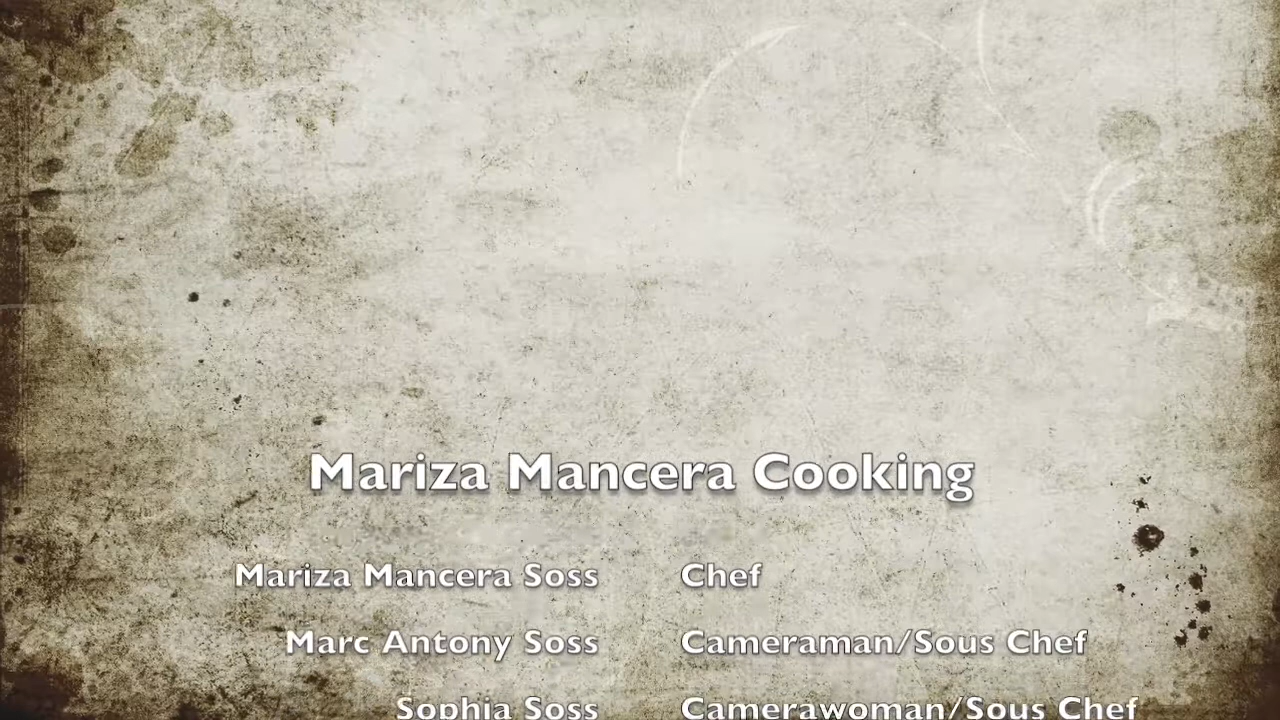 Mariza Mancera Cooking
Mariza Mancera Soss Chef
Marc Antony Soss Cameraman/Sous Chef
Sophia Soss Camerawoman/Sous Chef